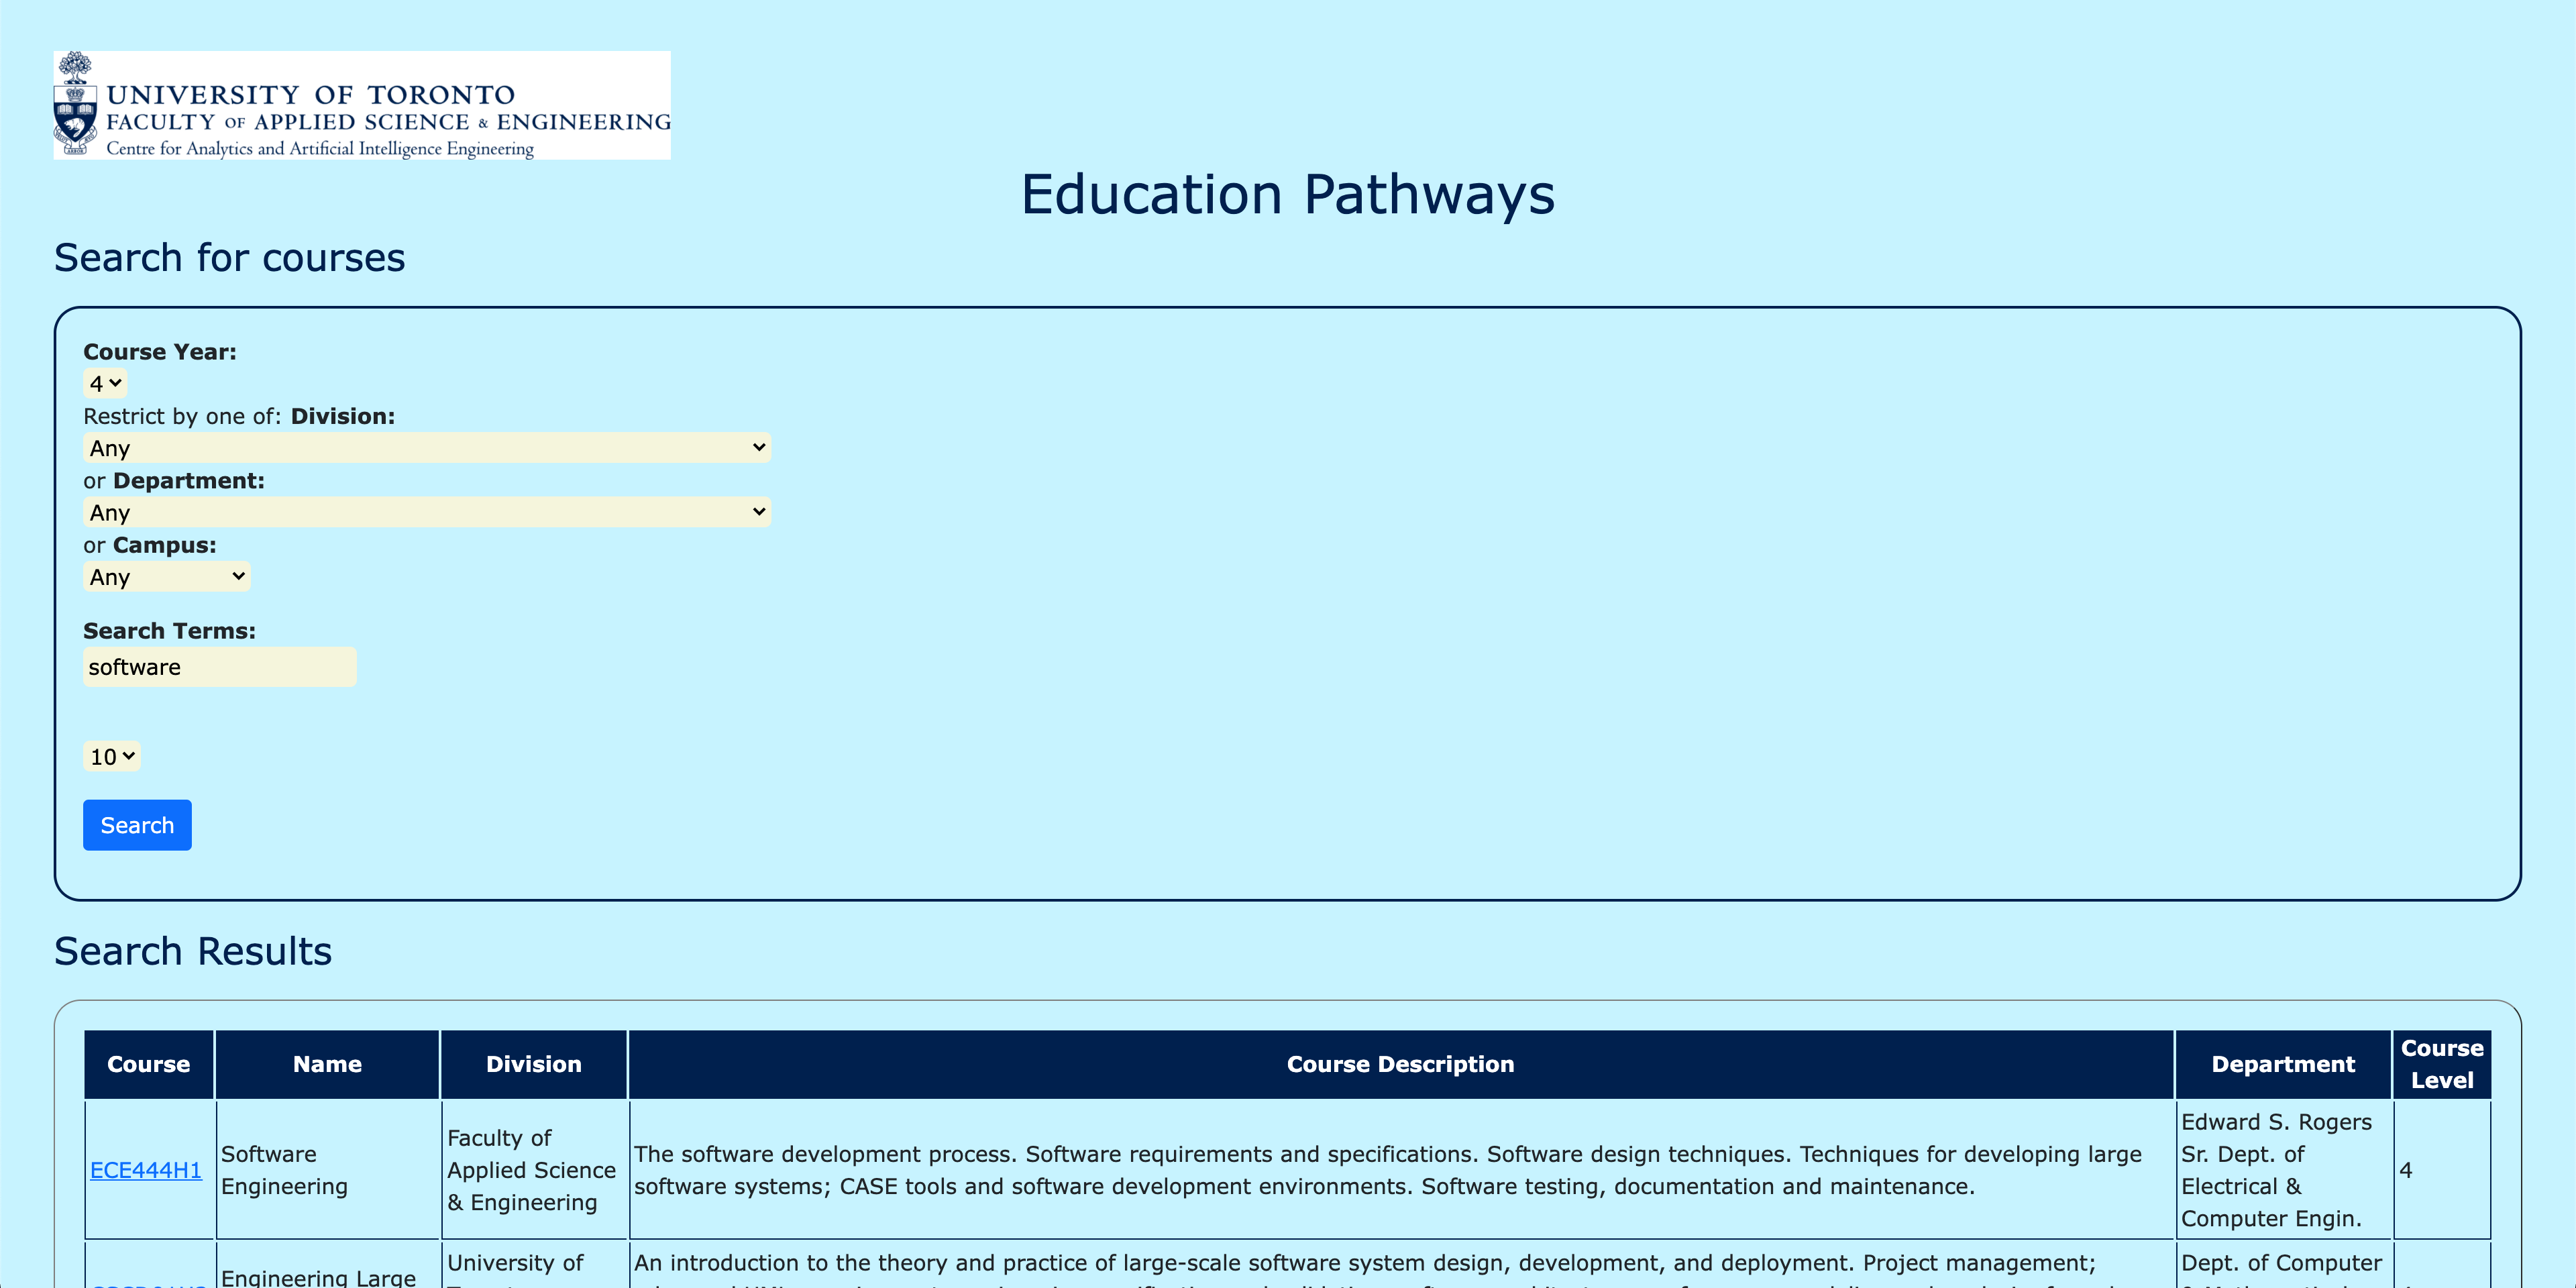 UNIVERSITY OF TORONTO
FACULTY OF APPLIED SCIENCE & ENGINEERING
Centre for Analytics and Artificial Intelligence Engineering
Education Pathways
Search for courses
Course Year:
4
Restrict by one of: Division:
Any
or Department:
Any
or Campus:
Any
Search Terms:
software
10
Search
Search Results
Course Name Division Course Description Department Course Level
ECE444H1
Software
Engineering
Faculty of
Applied Science
& Engineering
The software development process. Software requirements and specifications. Software design techniques. Techniques for developing large
software systems; CASE tools and software development environments. Software testing, documentation and maintenance.
Edward S. Rogers
Sr. Dept. of
Electrical &
Computer Engin.
4
Engineering Large
University of
An introduction to the theory and practice of large-scale software system design, development, and deployment. Project management;
Dept. of Computer